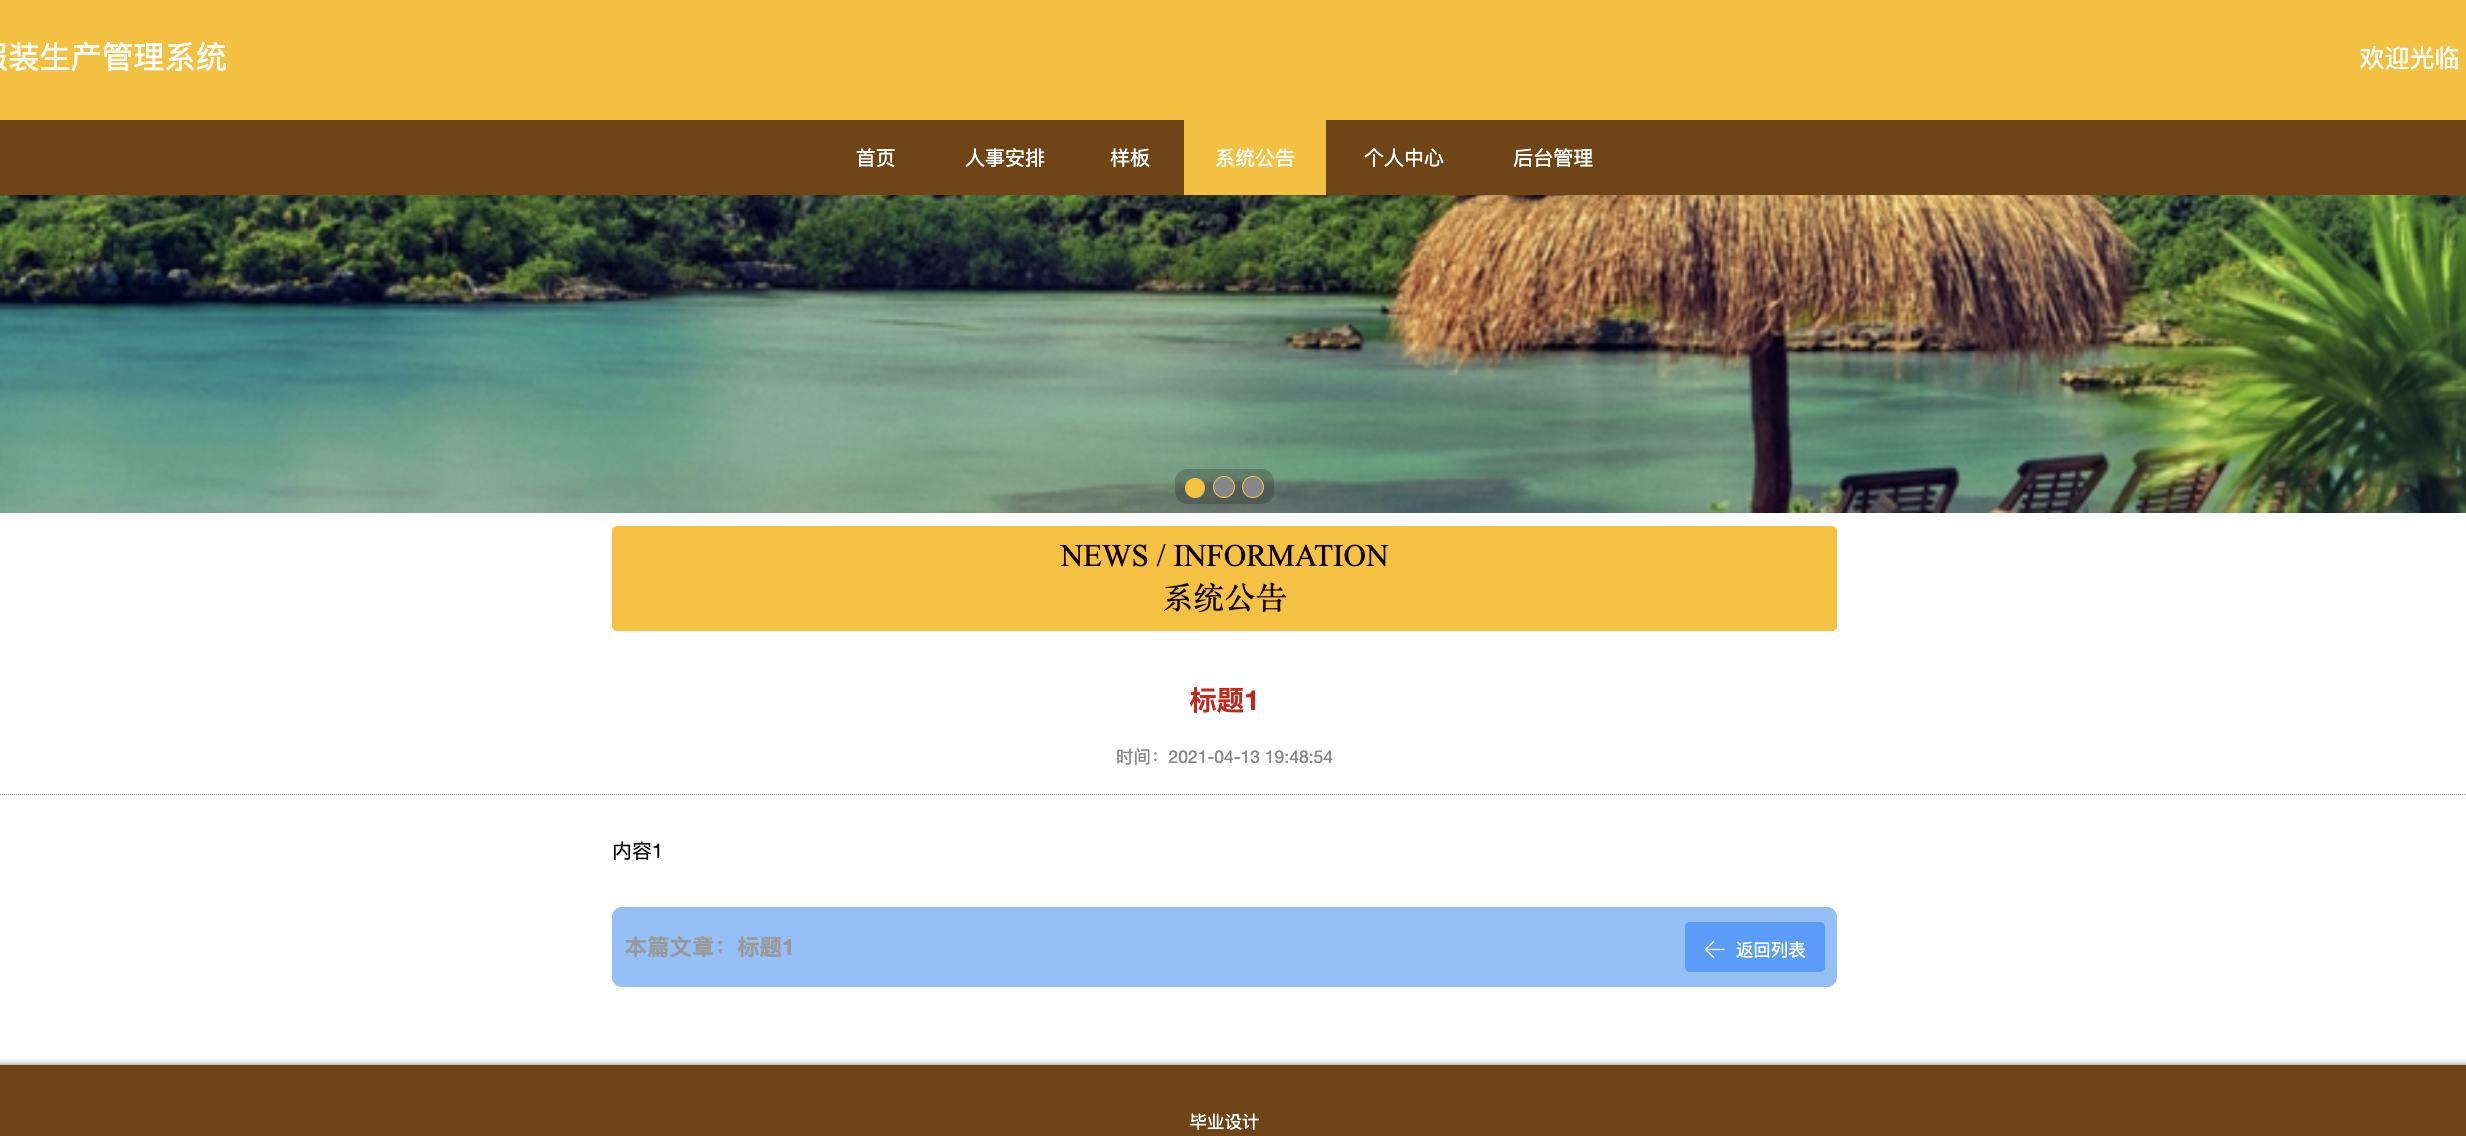 装生产管理系统
欢迎光临
首页 人事安排 样板 系统公告 个人中心 后台管理
NEWS / INFORMATION
系统公告
标题1
时间：2021-04-13 19:48:54
内容1
本篇文章：标题1
返回列表
毕业设计